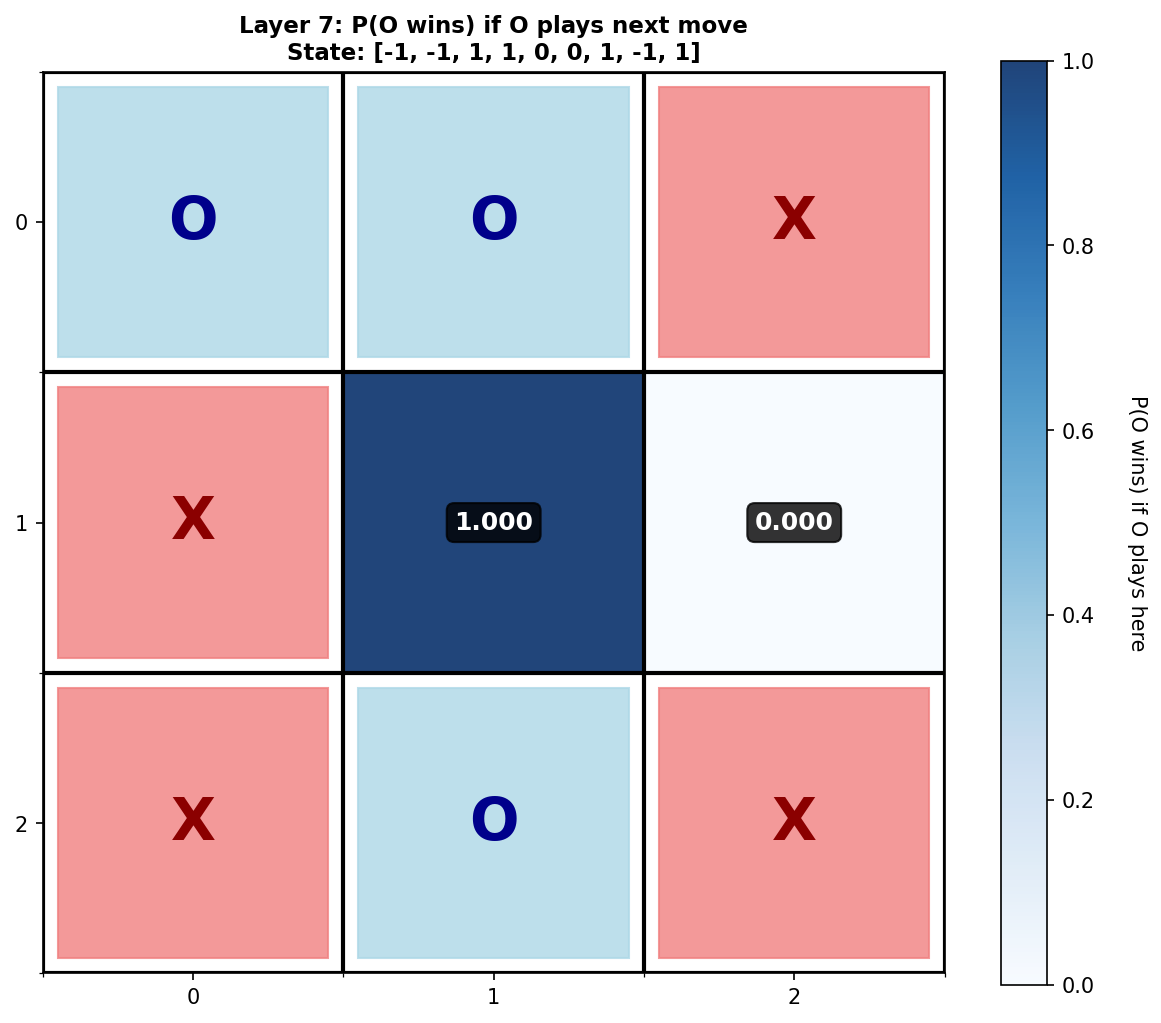 Layer 7: P(O wins) if O plays next move
State: [-1, -1, 1, 1, 0, 0, 1, -1, 1]
O O X
X 1.000 0.000
X O X
0
1
2
0 1 2
1.0
0.8
0.6
0.4
0.2
0.0
P(O wins) if O plays here